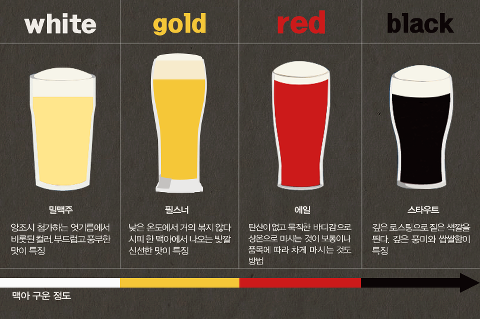 white
gold
red
black
밀맥주
양조시 첨가하는 엿기름에서
비롯된 컬러, 부드럽고 풍부한
맛이 특징
필스너
낮은 온도에서 거의 볶지 않다
시피 한 맥아에서 나오는 빛깔
신선한 맛이 특징
에일
탄산이 없고 묵직한 바디감으로
상온으로 마시는 것이 보통이나
품목에 따라 차게 마시는 것도
방법
스타우트
깊은 로스팅으로 짙은 색깔을
띈다. 깊은 풍미와 쌉쌀함이
특징
맥아 구운 정도